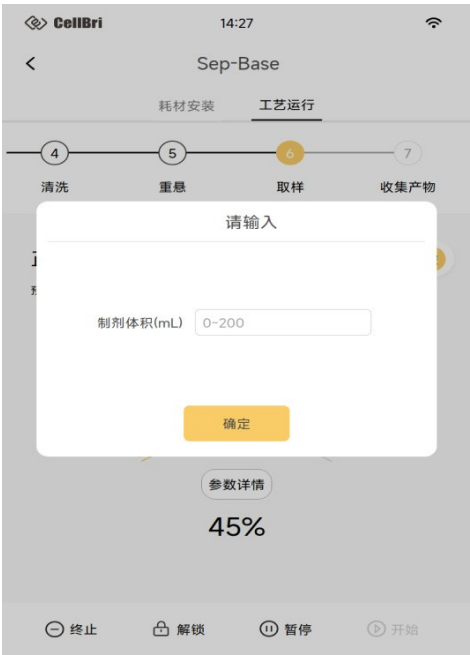 CellBri
14:27
Sep-Base
耗材安装 工艺运行
4 5 6 7
清洗 重悬 取样 收集产物
请输入
制剂体积(mL) 0-200
确定
参数详情
45%
终止 解锁 暂停 开始